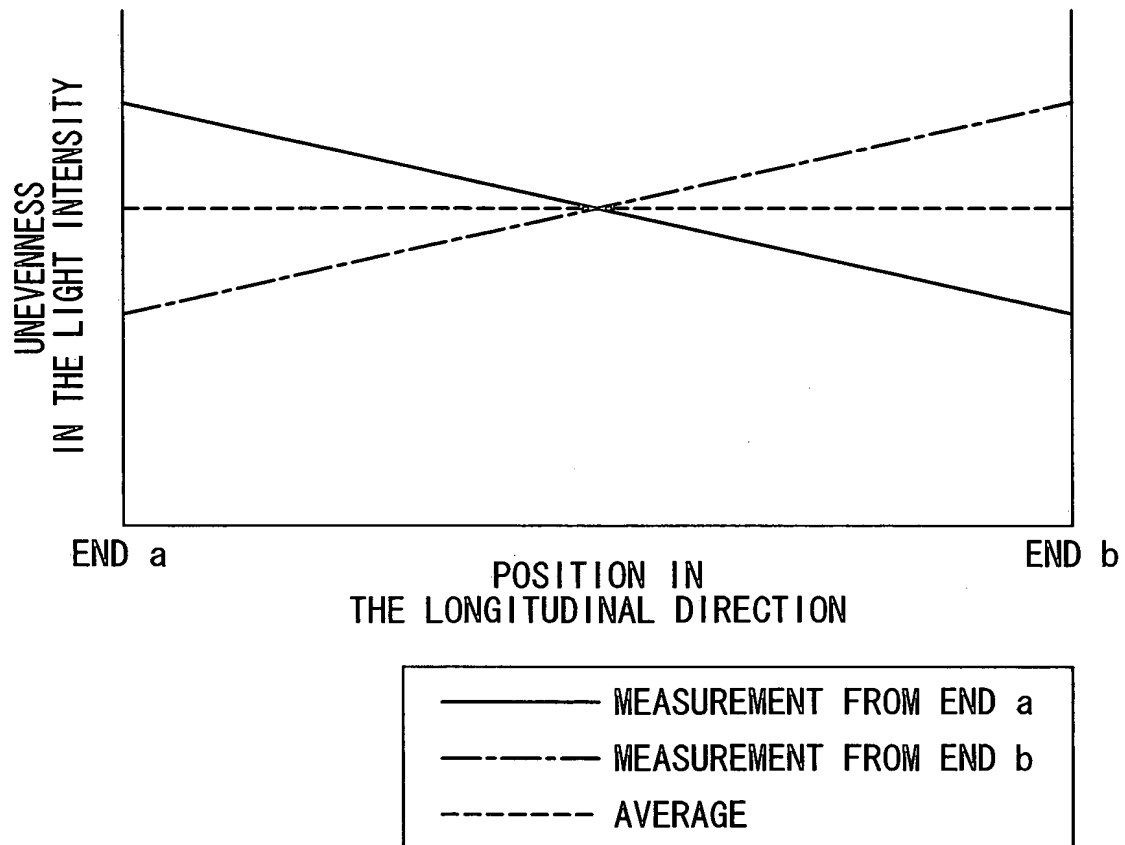 UNEVENNESS
IN THE LIGHT INTENSITY
END a
END b
POSITION IN
THE LONGITUDINAL DIRECTION
MEASUREMENT FROM END a
MEASUREMENT FROM END b
AVERAGE